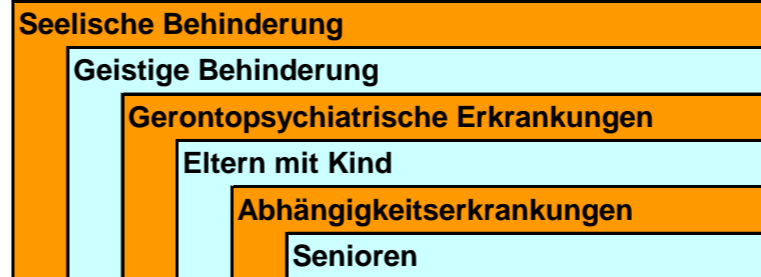 Seelische Behinderung
Geistige Behinderung
Gerontopsychiatrische Erkrankungen
Eltern mit Kind
Abhängigkeitserkrankungen
Senioren